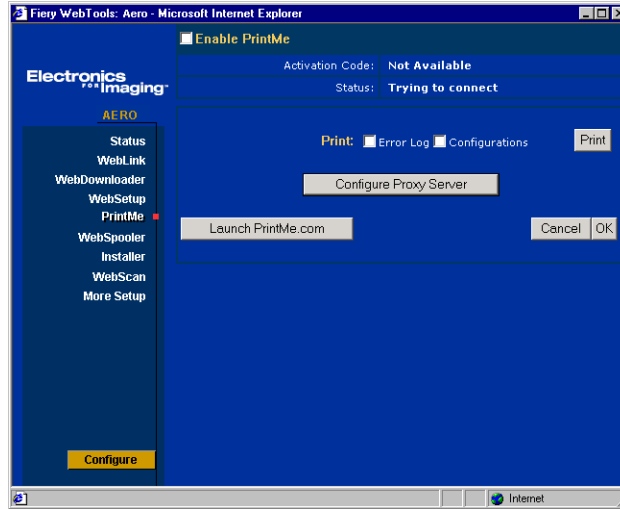 Fiery WebTools: Aero - Microsoft Internet Explorer
Enable PrintMe
Activation Code: Not Available
Status: Trying to connect
Electronics
FOR Imaging
AERO
Status
WebLink
WebDownloader
WebSetup
PrintMe
WebSpooler
Installer
WebScan
More Setup
Configure
Print: Error Log Configurations Print
Configure Proxy Server
Launch PrintMe.com Cancel OK
Internet